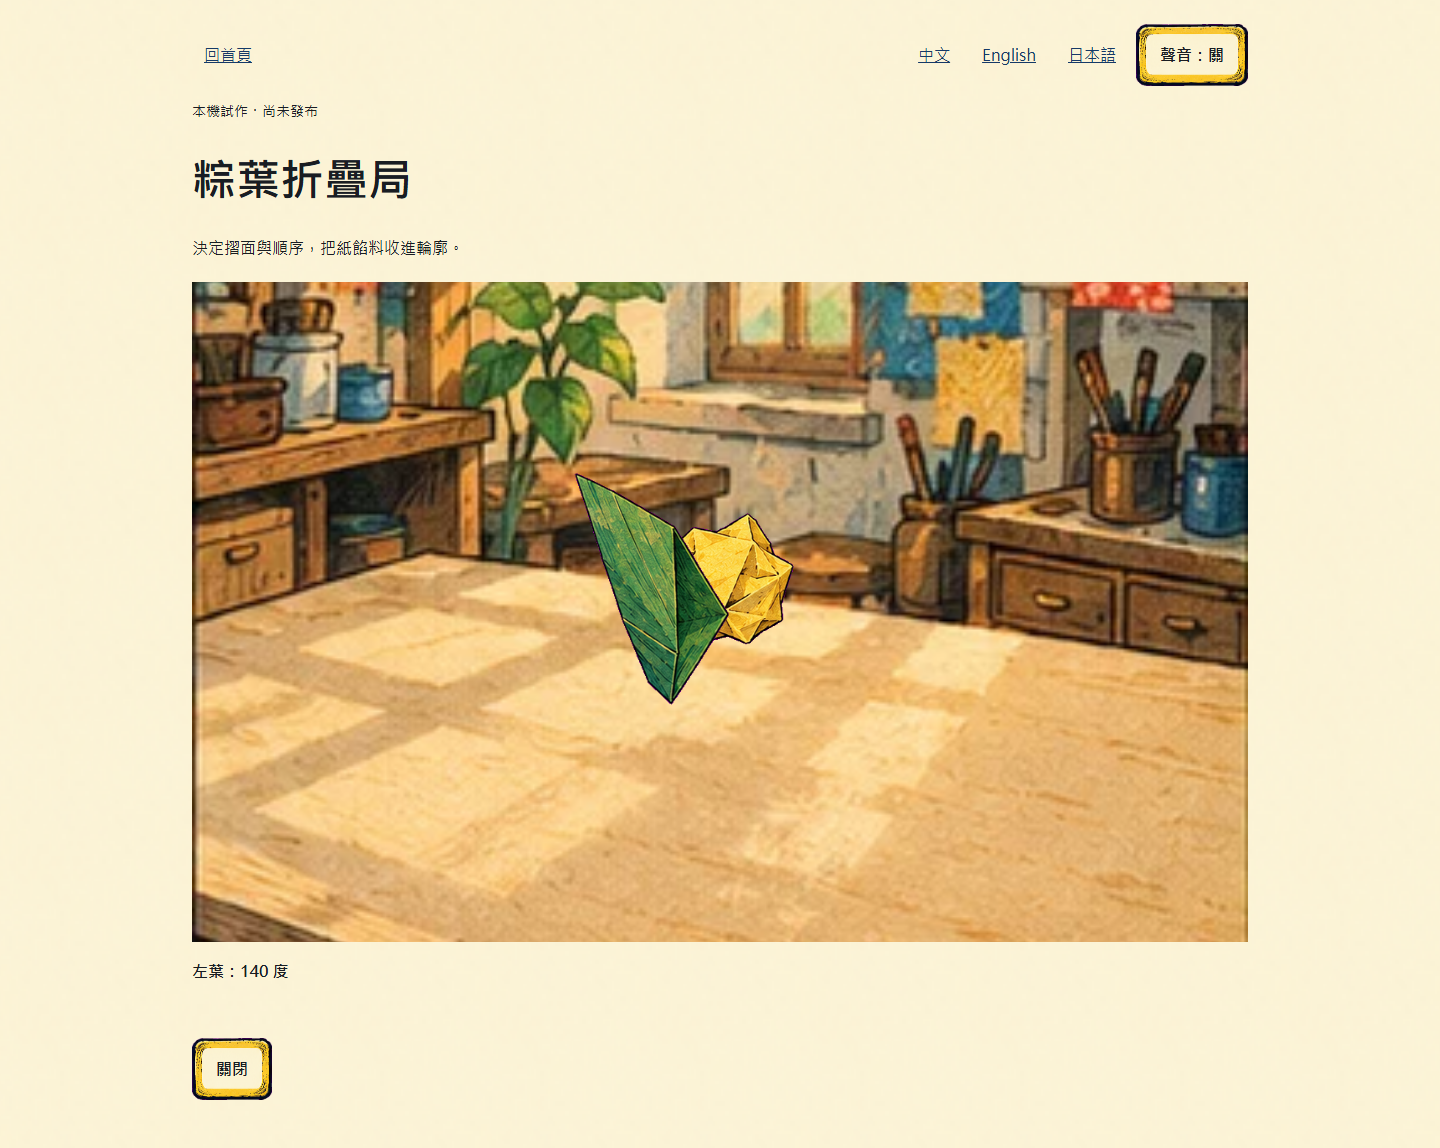 回首頁
中文 English 日本語 聲音：關
本機試作・尚未發布
粽葉折疊局
決定摺面與順序，把紙餡料收進輪廓。
左葉：140 度
關閉